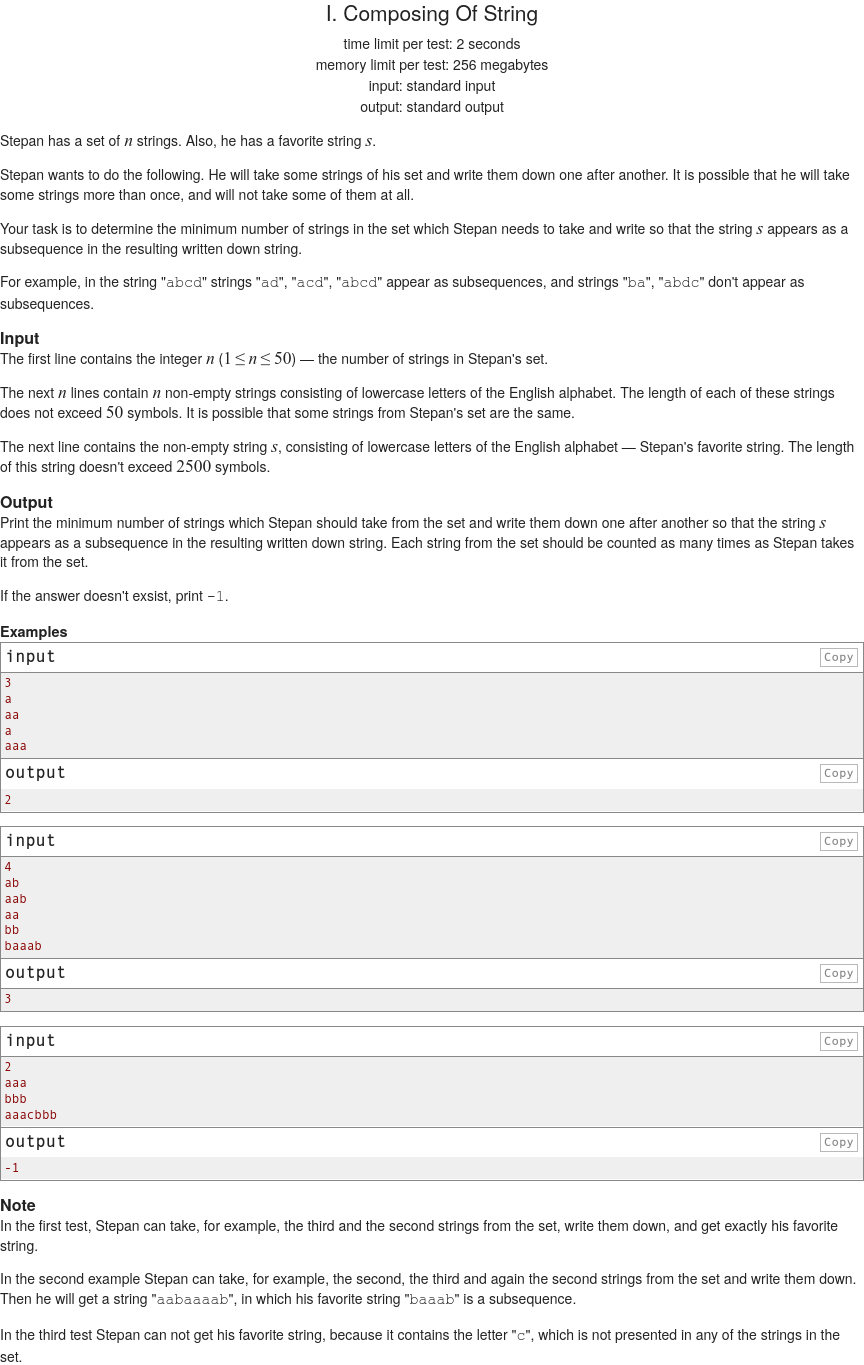 I. Composing Of String
time limit per test: 2 seconds
memory limit per test: 256 megabytes
input: standard input
output: standard output
Stepan has a set of n strings. Also, he has a favorite string s.
Stepan wants to do the following. He will take some strings of his set and write them down one after another. It is possible that he will take
some strings more than once, and will not take some of them at all.
Your task is to determine the minimum number of strings in the set which Stepan needs to take and write so that the string s appears as a
subsequence in the resulting written down string.
For example, in the string "abcd" strings "ad", "acd", "abcd" appear as subsequences, and strings "ba", "abdc" don't appear as
subsequences.
Input
The first line contains the integer n (1 ≤ n ≤ 50) — the number of strings in Stepan's set.
The next n lines contain n non-empty strings consisting of lowercase letters of the English alphabet. The length of each of these strings
does not exceed 50 symbols. It is possible that some strings from Stepan's set are the same.
The next line contains the non-empty string s, consisting of lowercase letters of the English alphabet — Stepan's favorite string. The length
of this string doesn't exceed 2500 symbols.
Output
Print the minimum number of strings which Stepan should take from the set and write them down one after another so that the string s
appears as a subsequence in the resulting written down string. Each string from the set should be counted as many times as Stepan takes
it from the set.
If the answer doesn't exsist, print -1.
Examples
input Copy
3
a
aa
a
aaa
output Copy
2
input Copy
4
ab
aab
aa
bb
baaab
output Copy
3
input Copy
2
aaa
bbb
aaacbbb
output Copy
-1
Note
In the first test, Stepan can take, for example, the third and the second strings from the set, write them down, and get exactly his favorite
string.
In the second example Stepan can take, for example, the second, the third and again the second strings from the set and write them down.
Then he will get a string "aabaaaab", in which his favorite string "baaab" is a subsequence.
In the third test Stepan can not get his favorite string, because it contains the letter "c", which is not presented in any of the strings in the
set.